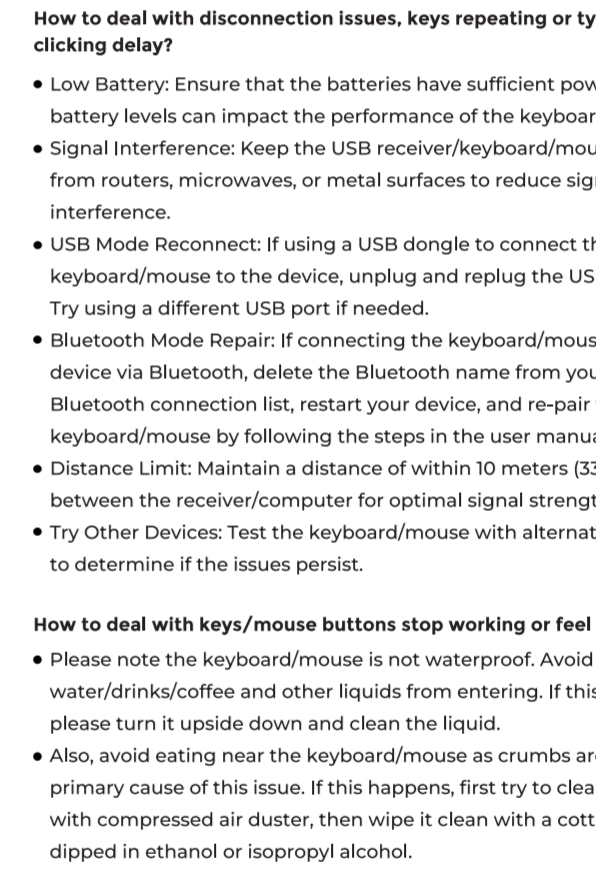 How to deal with disconnection issues, keys repeating or ty
clicking delay?
• Low Battery: Ensure that the batteries have sufficient pow
battery levels can impact the performance of the keyboar
• Signal Interference: Keep the USB receiver/keyboard/mou
from routers, microwaves, or metal surfaces to reduce sig
interference.
• USB Mode Reconnect: If using a USB dongle to connect th
keyboard/mouse to the device, unplug and replug the US
Try using a different USB port if needed.
• Bluetooth Mode Repair: If connecting the keyboard/mous
device via Bluetooth, delete the Bluetooth name from you
Bluetooth connection list, restart your device, and re-pair
keyboard/mouse by following the steps in the user manua
• Distance Limit: Maintain a distance of within 10 meters (33
between the receiver/computer for optimal signal strengt
• Try Other Devices: Test the keyboard/mouse with alternat
to determine if the issues persist.
How to deal with keys/mouse buttons stop working or feel
• Please note the keyboard/mouse is not waterproof. Avoid
water/drinks/coffee and other liquids from entering. If this
please turn it upside down and clean the liquid.
• Also, avoid eating near the keyboard/mouse as crumbs ar
primary cause of this issue. If this happens, first try to clea
with compressed air duster, then wipe it clean with a cott
dipped in ethanol or isopropyl alcohol.